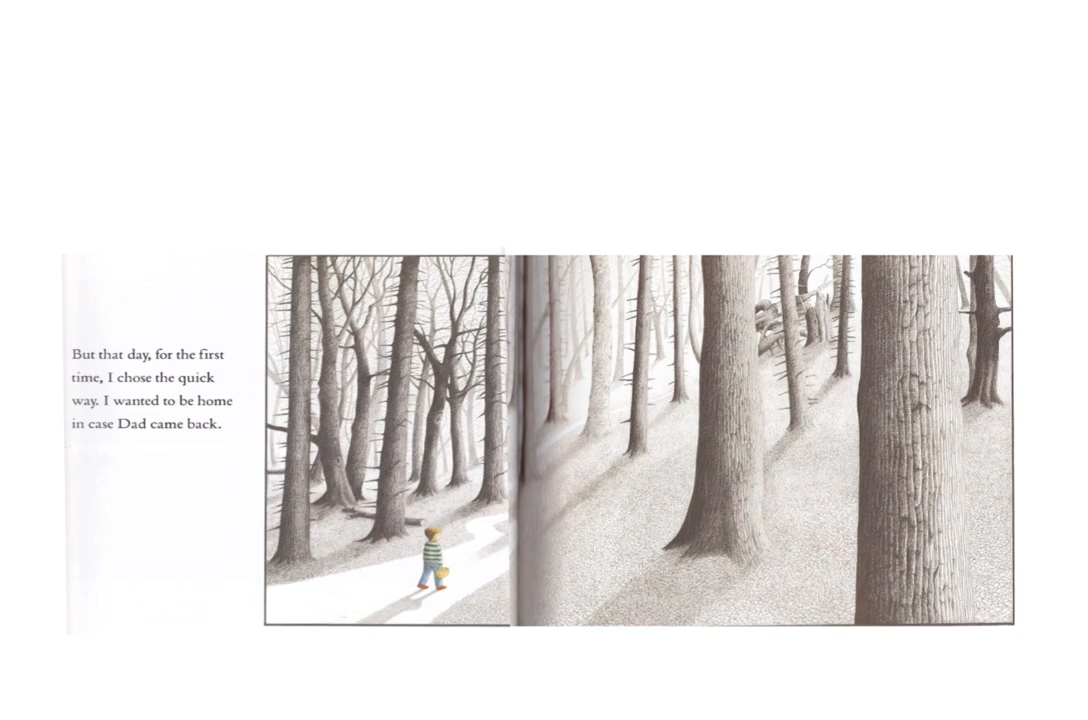 But that day, for the first
time, I chose the quick
way. I wanted to be home
in case Dad came back.